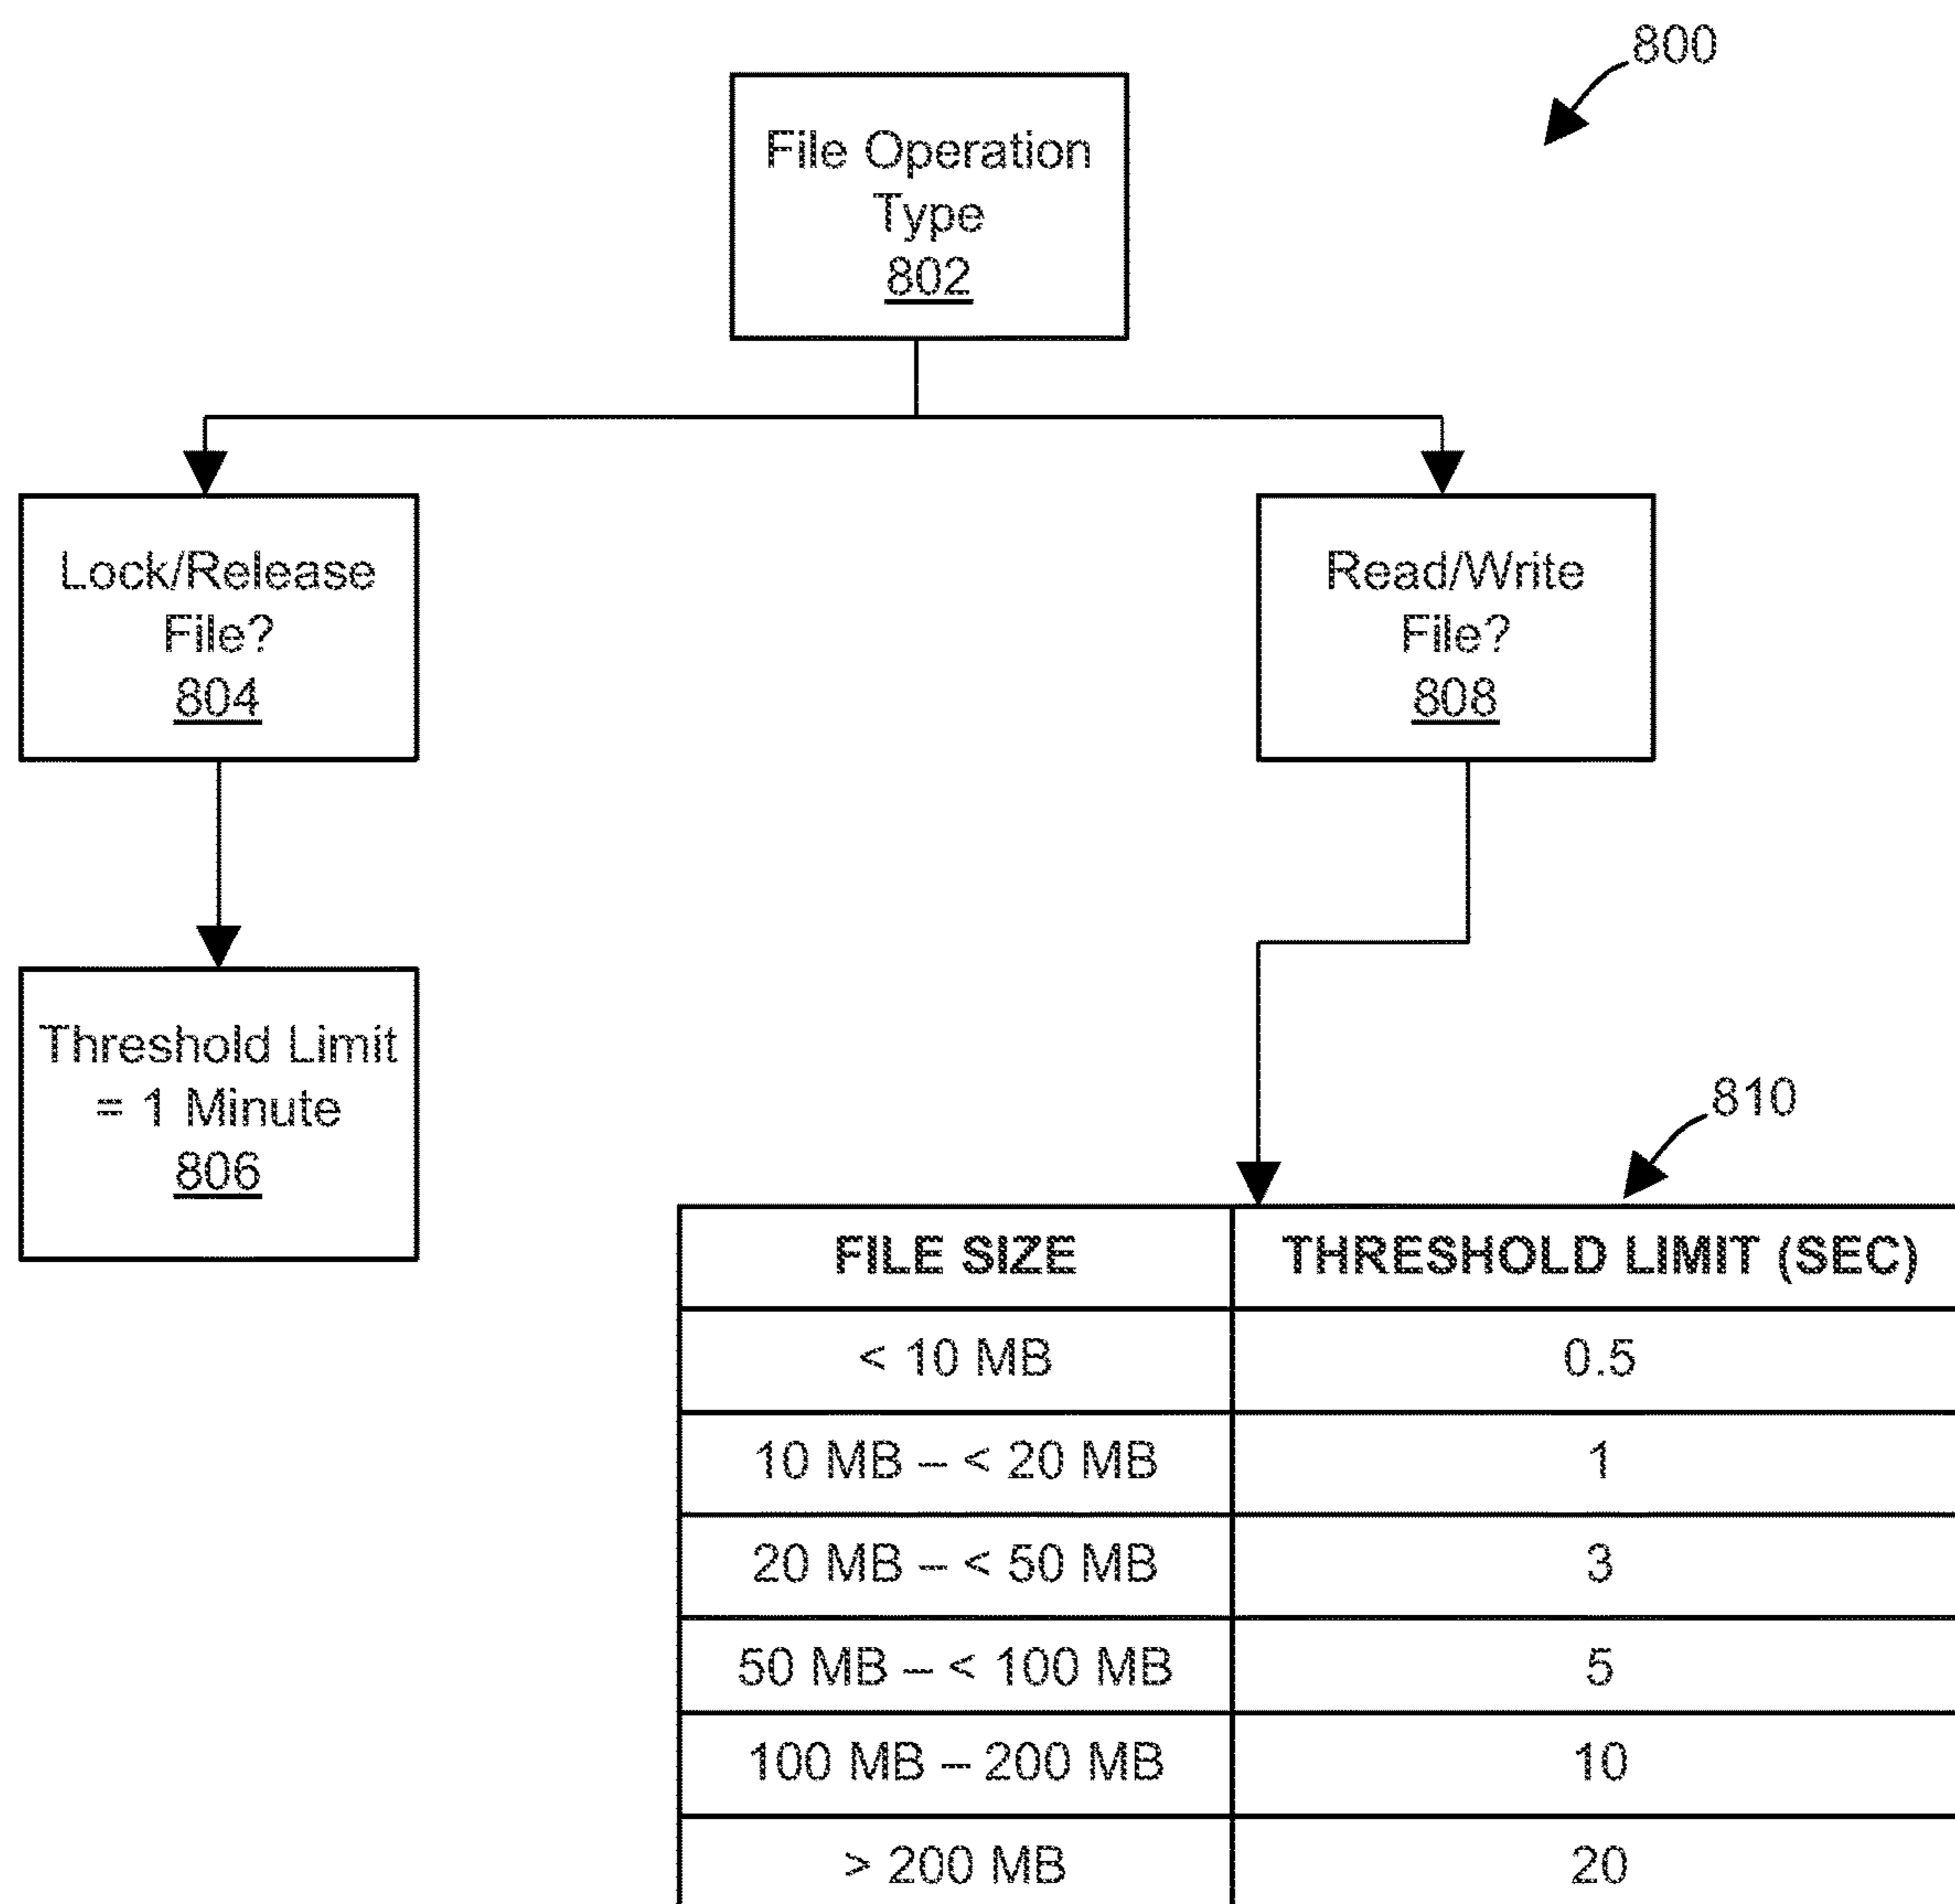 800
File Operation
Type
802
Lock/Release
File?
804
Read/Write
File?
808
Threshold Limit
= 1 Minute
806
810
FILE SIZE THRESHOLD LIMIT (SEC)
< 10 MB 0.5
10 MB – < 20 MB 1
20 MB – < 50 MB 3
50 MB – < 100 MB 5
100 MB – 200 MB 10
> 200 MB 20